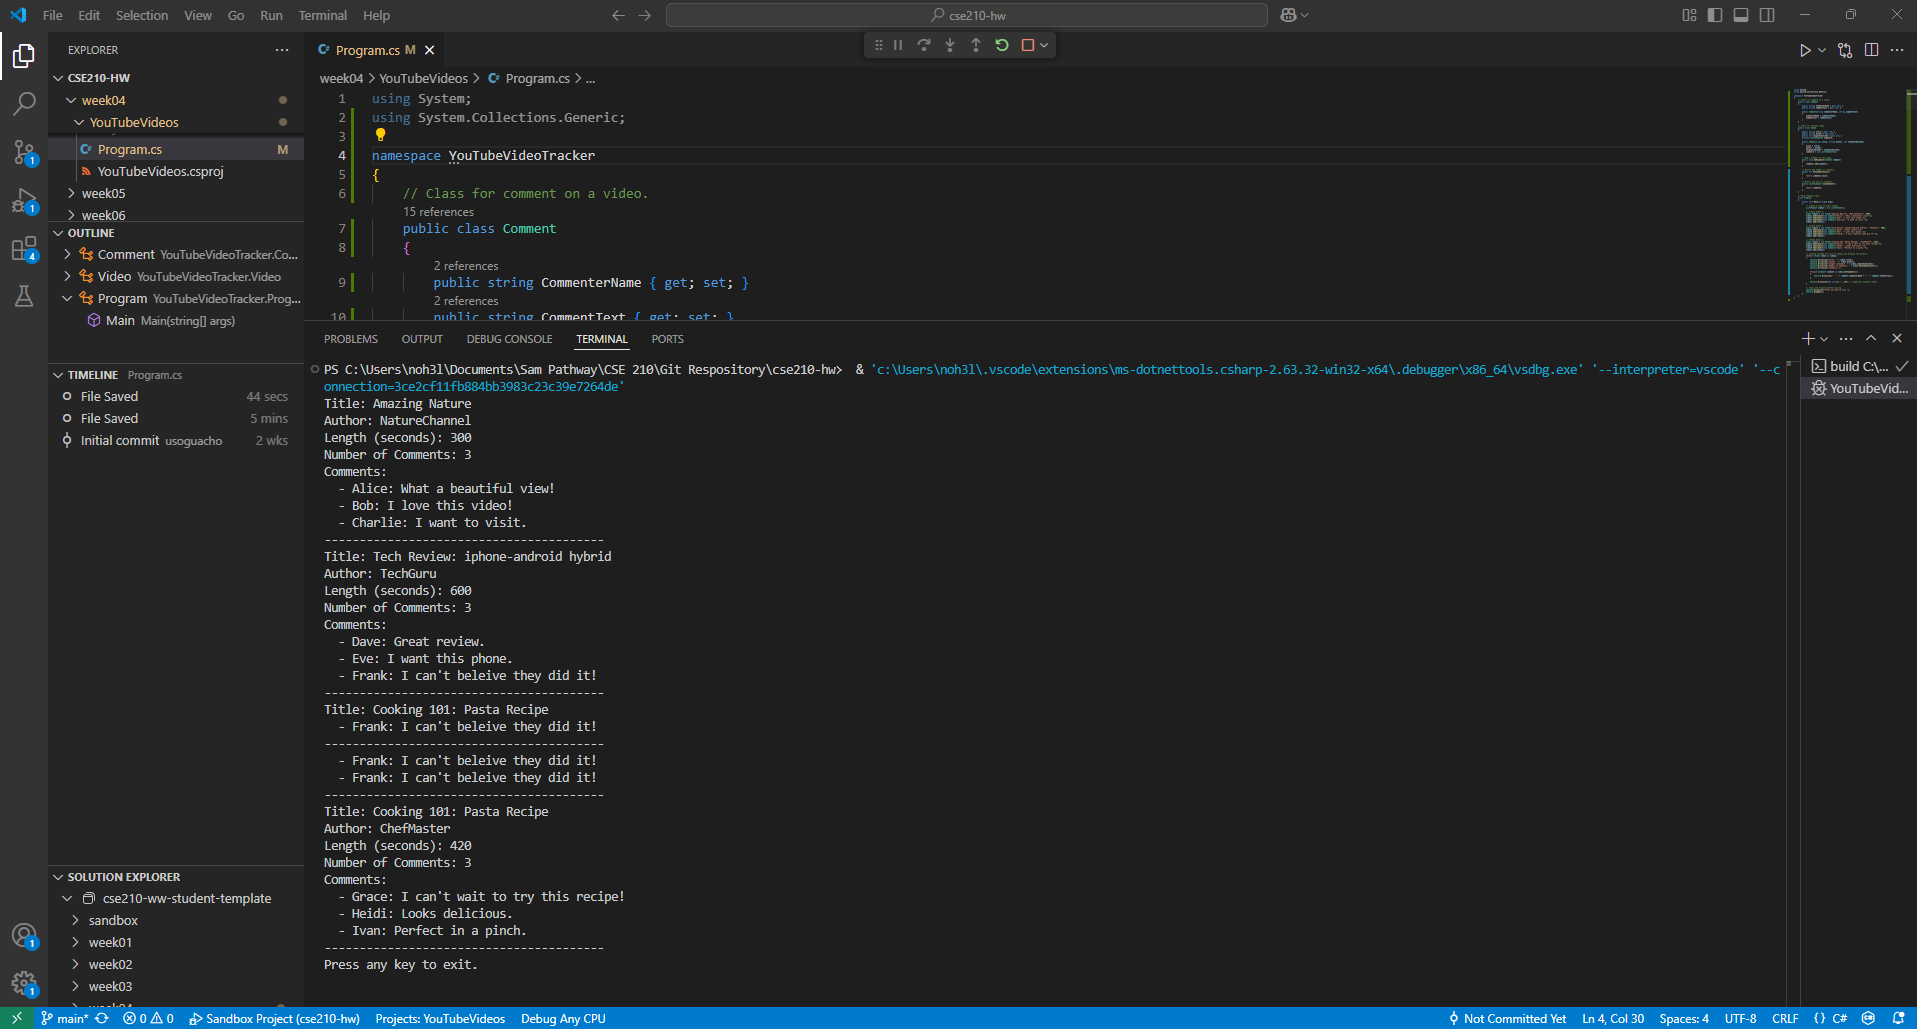 File Edit Selection View Go Run Terminal Help
cse210-hw
EXPLORER
CSE210-HW
week04
YouTubeVideos
Program.cs M
YouTubeVideos.csproj
week05
week06
OUTLINE
Comment YouTubeVideoTracker.Co...
Video YouTubeVideoTracker.Video
Program YouTubeVideoTracker.Prog...
Main Main(string[] args)
TIMELINE Program.cs
File Saved 44 secs
File Saved 5 mins
Initial commit usoguacho 2 wks
SOLUTION EXPLORER
cse210-ww-student-template
sandbox
week01
week02
week03
week04
1
1
4
1
1
Program.cs M
week04 > YouTubeVideos > Program.cs > ...
1 using System;
2 using System.Collections.Generic;
3
4 namespace YouTubeVideoTracker
5 {
6 // Class for comment on a video.
15 references
7 public class Comment
8 {
2 references
9 public string CommenterName { get; set; }
2 references
10 public string CommentText { get; set; }
PROBLEMS OUTPUT DEBUG CONSOLE TERMINAL PORTS
PS C:\Users\noh3l\Documents\Sam Pathway\CSE 210\Git Respository\cse210-hw> & 'c:\Users\noh3l\.vscode\extensions\ms-dotnettools.csharp-2.63.32-win32-x64\.debugger\x86_64\vsdbg.exe' '--interpreter=vscode' '--c
onnection=3ce2cf11fb884bb3983c23c39e7264de'
Title: Amazing Nature
Author: NatureChannel
Length (seconds): 300
Number of Comments: 3
Comments:
- Alice: What a beautiful view!
- Bob: I love this video!
- Charlie: I want to visit.
----------------------------------------
Title: Tech Review: iphone-android hybrid
Author: TechGuru
Length (seconds): 600
Number of Comments: 3
Comments:
- Dave: Great review.
- Eve: I want this phone.
- Frank: I can't beleive they did it!
----------------------------------------
Title: Cooking 101: Pasta Recipe
- Frank: I can't beleive they did it!
----------------------------------------
- Frank: I can't beleive they did it!
- Frank: I can't beleive they did it!
----------------------------------------
Title: Cooking 101: Pasta Recipe
Author: ChefMaster
Length (seconds): 420
Number of Comments: 3
Comments:
- Grace: I can't wait to try this recipe!
- Heidi: Looks delicious.
- Ivan: Perfect in a pinch.
----------------------------------------
Press any key to exit.
build C:\...
YouTubeVid...
main* 0 0 Sandbox Project (cse210-hw) Projects: YouTubeVideos Debug Any CPU Not Committed Yet Ln 4, Col 30 Spaces: 4 UTF-8 CRLF {} C#